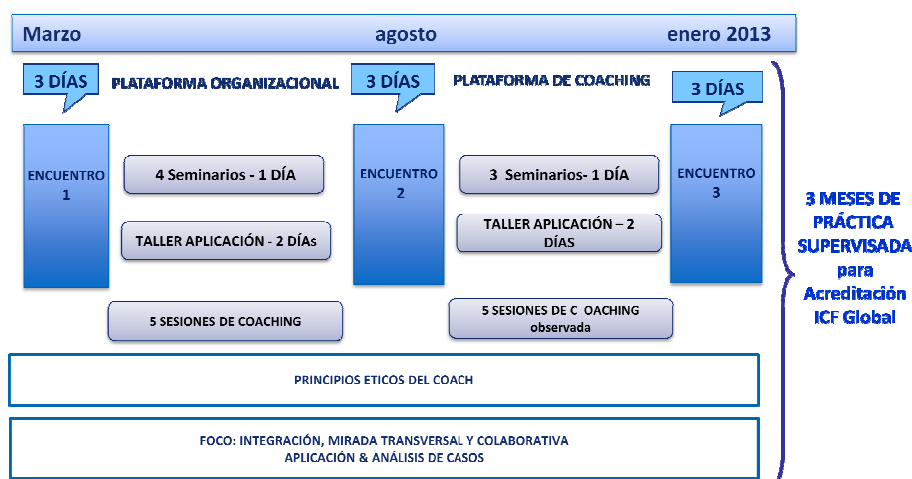 Marzo agosto enero 2013
3 DÍAS
PLATAFORMA ORGANIZACIONAL
3 DÍAS
PLATAFORMA DE COACHING
3 DÍAS
ENCUENTRO
1
4 Seminarios - 1 DÍA
TALLER APLICACIÓN - 2 DÍAs
5 SESIONES DE COACHING
ENCUENTRO
2
3 Seminarios- 1 DÍA
TALLER APLICACIÓN – 2
DÍAS
5 SESIONES DE C OACHING
observada
ENCUENTRO
3
3 MESES DE
PRÁCTICA
SUPERVISADA
para
Acreditación
ICF Global
PRINCIPIOS ETICOS DEL COACH
FOCO: INTEGRACIÓN, MIRADA TRANSVERSAL Y COLABORATIVA
APLICACIÓN & ANÁLISIS DE CASOS